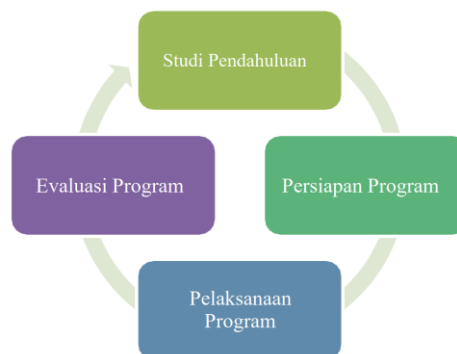 Studi Pendahuluan
Persiapan Program
Pelaksanaan
Program
Evaluasi Program